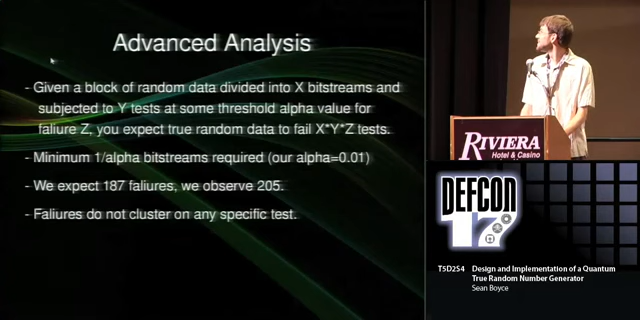 Advanced Analysis
- Given a block of random data divided into X bitstreams and
subjected to Y tests at some threshold alpha value for
faliure Z, you expect true random data to fail X*Y*Z tests.
- Minimum 1/alpha bitstreams required (our alpha=0.01)
- We expect 187 faliures, we observe 205.
- Faliures do not cluster on any specific test.
RIVIERA
Hotel & Casino
DEFCON
17
T5D2S4 Design and Implementation of a Quantum
True Random Number Generator
Sean Boyce